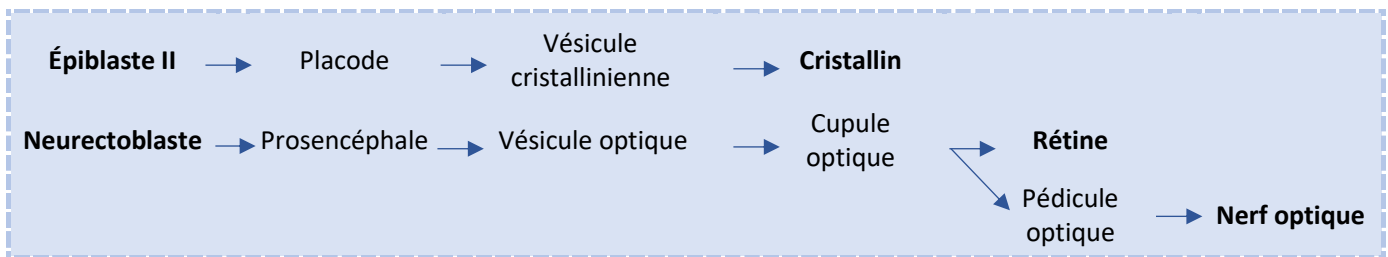 Épiblaste II Placode Vésicule
cristallinienne Cristallin
Neurectoblaste Prosencéphale Vésicule optique Cupule
optique Rétine
Pédicule
optique Nerf optique